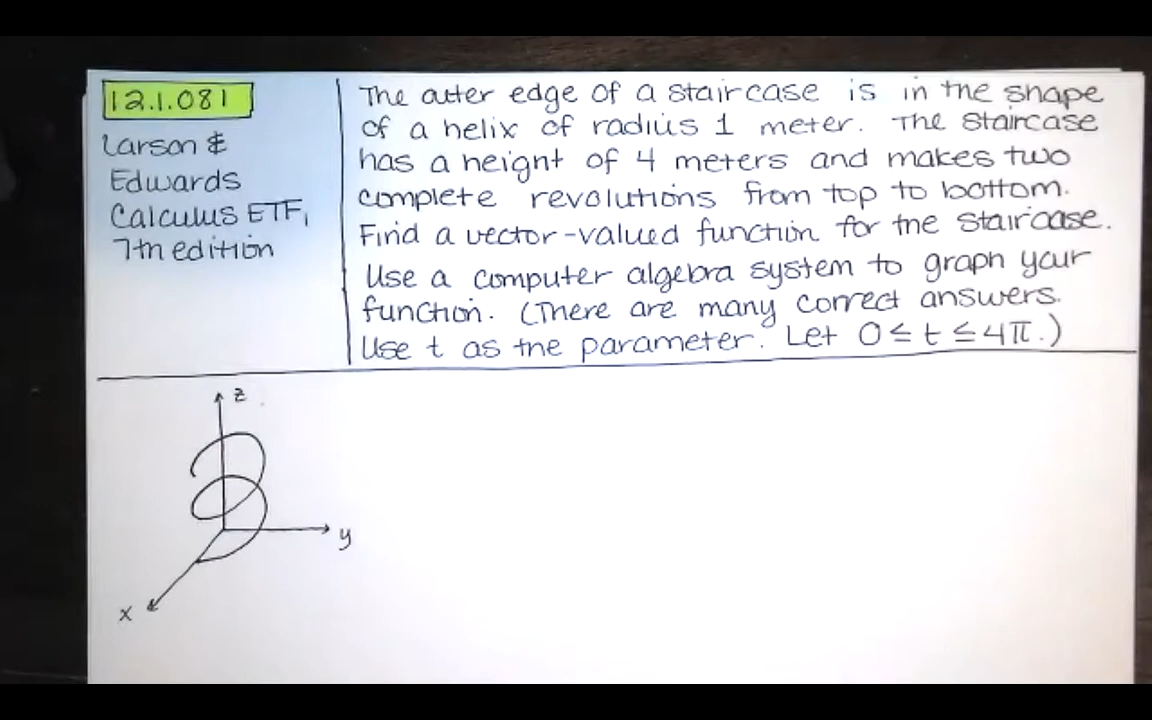 12.1.081
Larson &
Edwards
Calculus ETF,
7th edition
The outer edge of a staircase is in the shape
of a helix of radius 1 meter. The staircase
has a height of 4 meters and makes two
complete revolutions from top to bottom.
Find a vector-valued function for the staircase.
Use a computer algebra system to graph your
function. (There are many correct answers.
Use t as the parameter. Let 0 ≤ t ≤ 4π.)
z
y
x